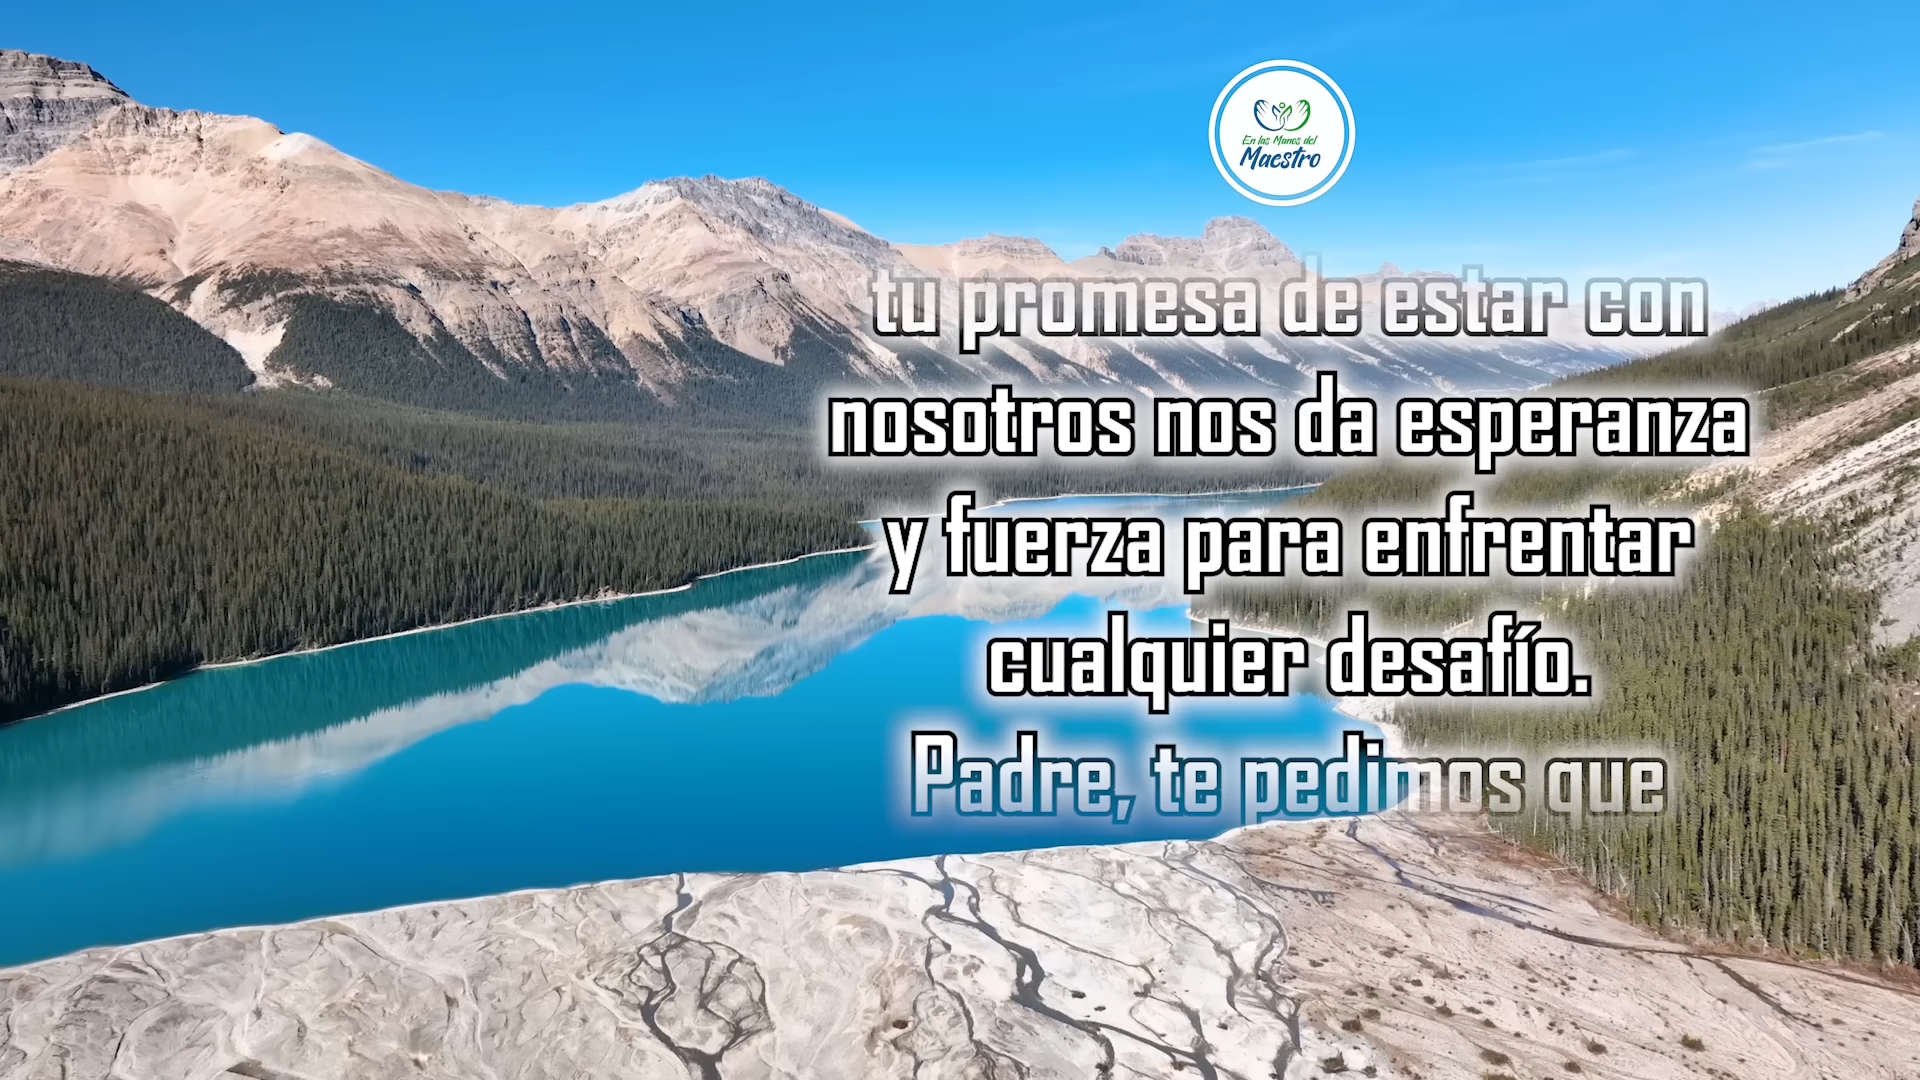 En las Manos del
Maestro
tu promesa de estar con
nosotros nos da esperanza
y fuerza para enfrentar
cualquier desafío.
Padre, te pedimos que